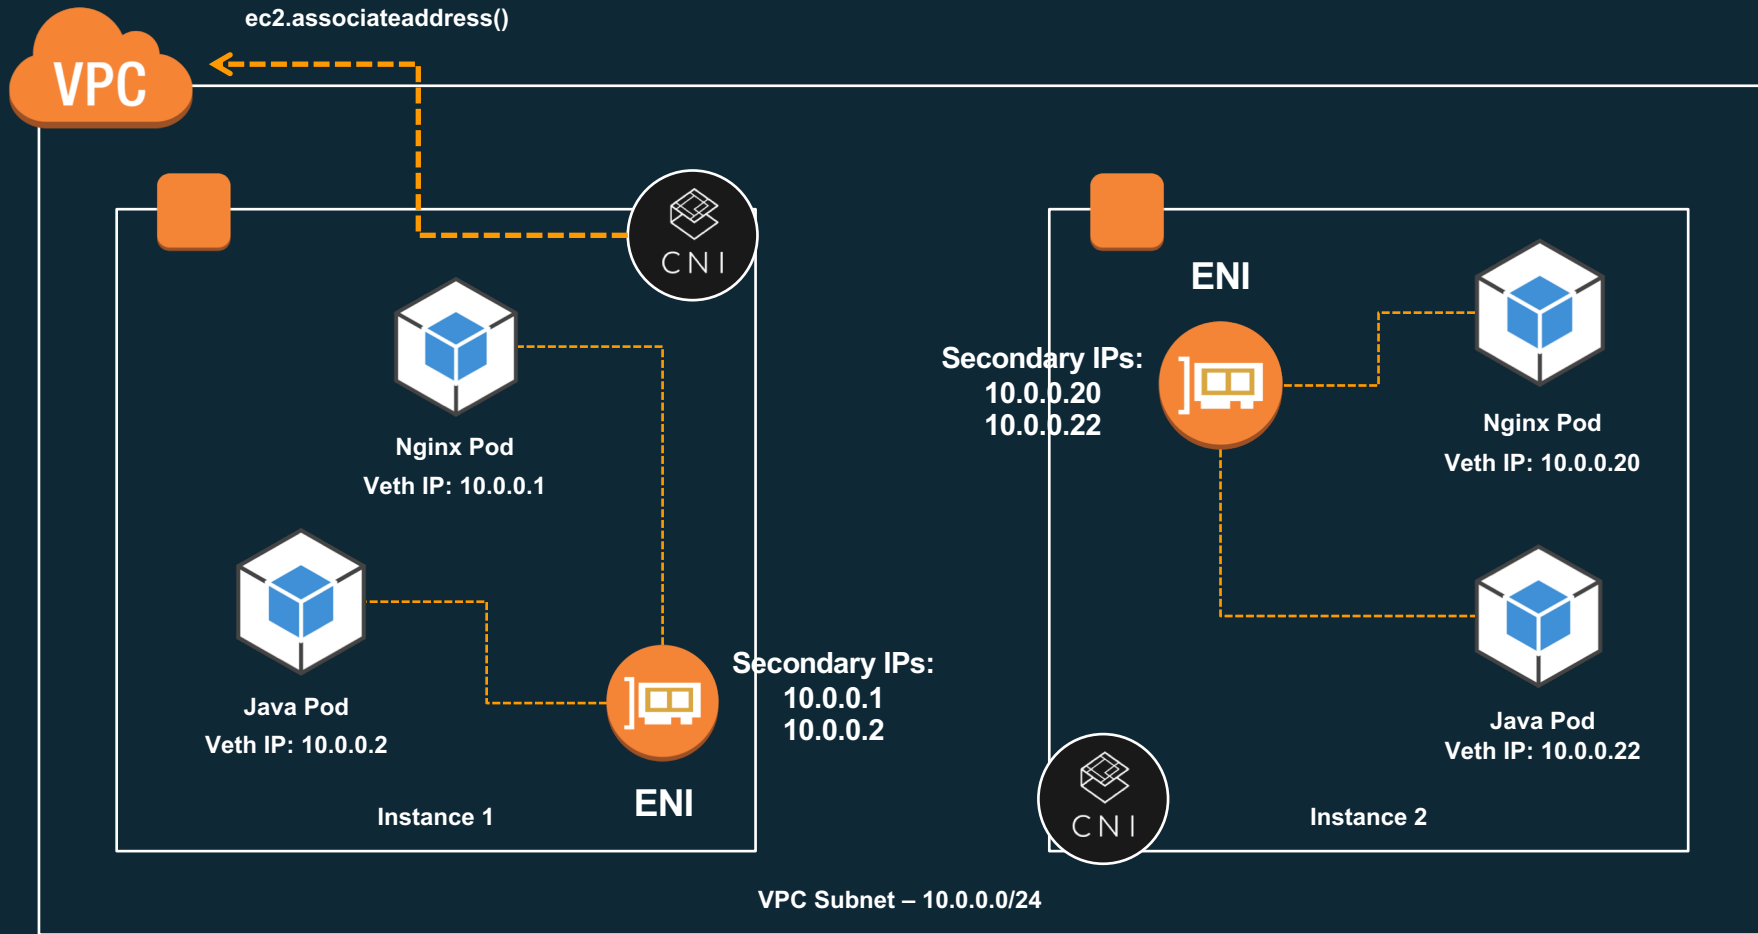 ec2.associateaddress()
VPC
CNI
Nginx Pod
Veth IP: 10.0.0.1
Java Pod
Veth IP: 10.0.0.2
Secondary IPs:
10.0.0.1
10.0.0.2
ENI
Instance 1
ENI
Secondary IPs:
10.0.0.20
10.0.0.22
Nginx Pod
Veth IP: 10.0.0.20
Java Pod
Veth IP: 10.0.0.22
CNI
Instance 2
VPC Subnet – 10.0.0.0/24